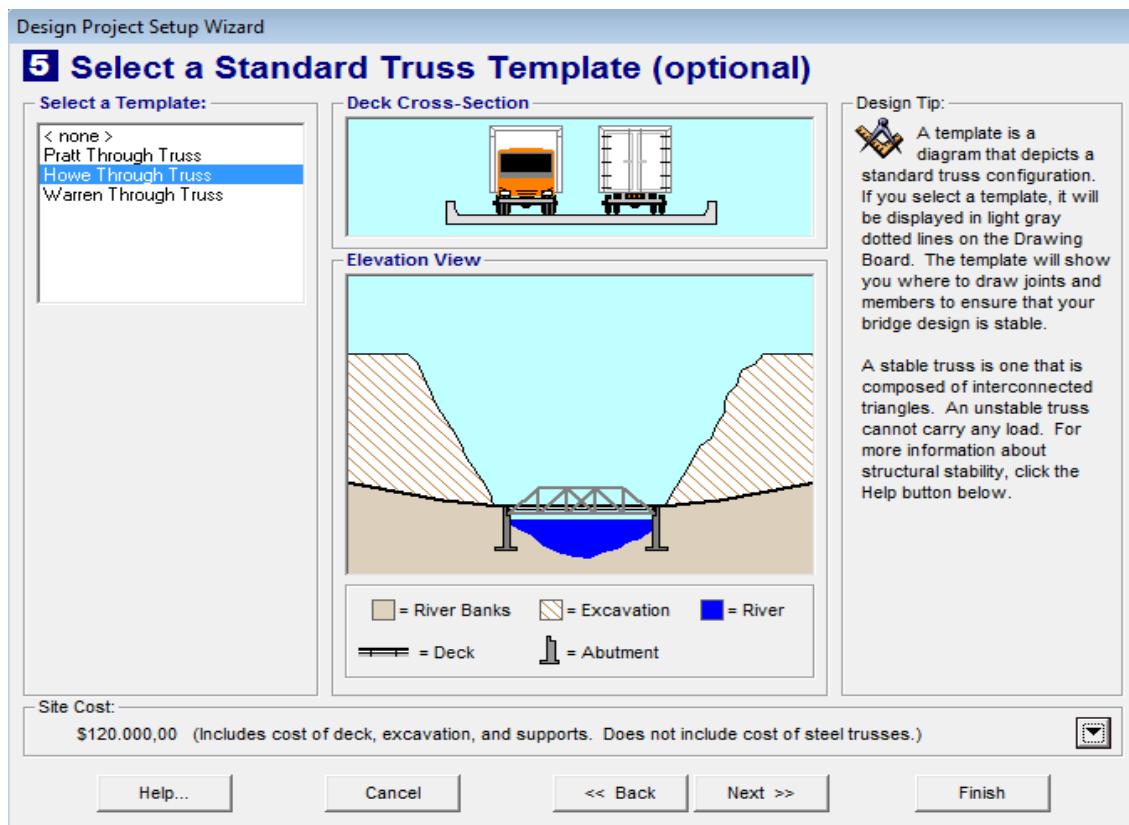 Design Project Setup Wizard
5 Select a Standard Truss Template (optional)
Select a Template:
< none >
Pratt Through Truss
Howe Through Truss
Warren Through Truss
Deck Cross-Section
Elevation View
= River Banks
= Excavation
= River
= Deck
= Abutment
Design Tip:
A template is a
diagram that depicts a
standard truss configuration.
If you select a template, it will
be displayed in light gray
dotted lines on the Drawing
Board. The template will show
you where to draw joints and
members to ensure that your
bridge design is stable.
A stable truss is one that is
composed of interconnected
triangles. An unstable truss
cannot carry any load. For
more information about
structural stability, click the
Help button below.
Site Cost:
$120.000,00 (Includes cost of deck, excavation, and supports. Does not include cost of steel trusses.)
Help...
Cancel
<< Back
Next >>
Finish